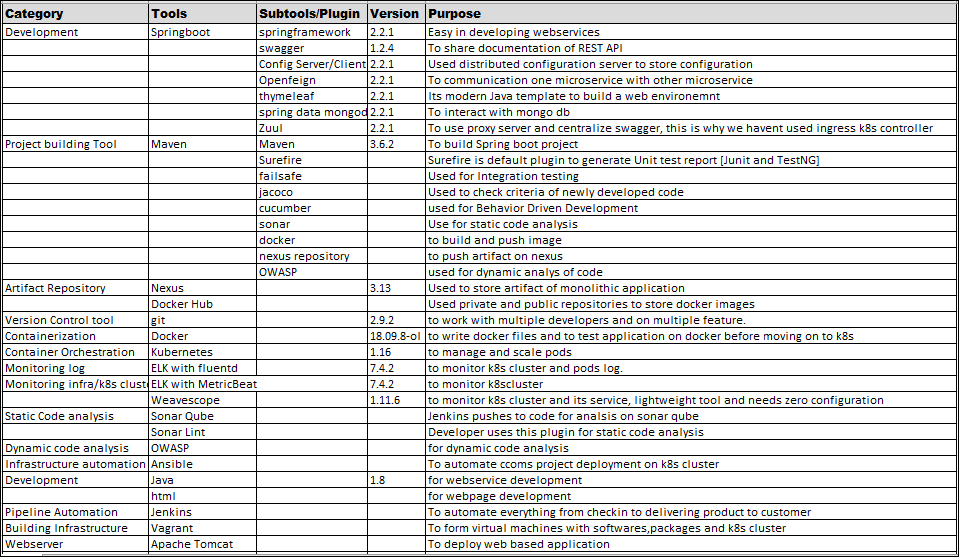 Category Tools Subtools/Plugin Version Purpose
Development Springboot springframework 2.2.1 Easy in developing webservices
swagger 1.2.4 To share documentation of REST API
Config Server/Client 2.2.1 Used distributed configuration server to store configuration
Openfeign 2.2.1 To communication one microservice with other microservice
thymeleaf 2.2.1 Its modern Java template to build a web environemnt
spring data mongod 2.2.1 To interact with mongo db
Zuul 2.2.1 To use proxy server and centralize swagger, this is why we havent used ingress k8s controller
Project building Tool Maven Maven 3.6.2 To build Spring boot project
Surefire Surefire is default plugin to generate Unit test report [Junit and TestNG]
failsafe Used for Integration testing
jacoco Used to check criteria of newly developed code
cucumber used for Behavior Driven Development
sonar Use for static code analysis
docker to build and push image
nexus repository to push artifact on nexus
OWASP used for dynamic analys of code
Artifact Repository Nexus 3.13 Used to store artifact of monolithic application
Docker Hub Used private and public repositories to store docker images
Version Control tool git 2.9.2 to work with multiple developers and on multiple feature.
Containerization Docker 18.09.8-ol to write docker files and to test application on docker before moving on to k8s
Container Orchestration Kubernetes 1.16 to manage and scale pods
Monitoring log ELK with fluentd 7.4.2 to monitor k8s cluster and pods log.
Monitoring infra/k8s clust ELK with MetricBeat 7.4.2 to monitor k8scluster
Weavescope 1.11.6 to monitor k8s cluster and its service, lightweight tool and needs zero configuration
Static Code analysis Sonar Qube Jenkins pushes to code for analsis on sonar qube
Sonar Lint Developer uses this plugin for static code analysis
Dynamic code analysis OWASP for dynamic code analysis
Infrastructure automation Ansible To automate ccoms project deployment on k8s cluster
Development Java 1.8 for webservice development
html for webpage development
Pipeline Automation Jenkins To automate everything from checkin to delivering product to customer
Building Infrastructure Vagrant To form virtual machines with softwares,packages and k8s cluster
Webserver Apache Tomcat To deploy web based application